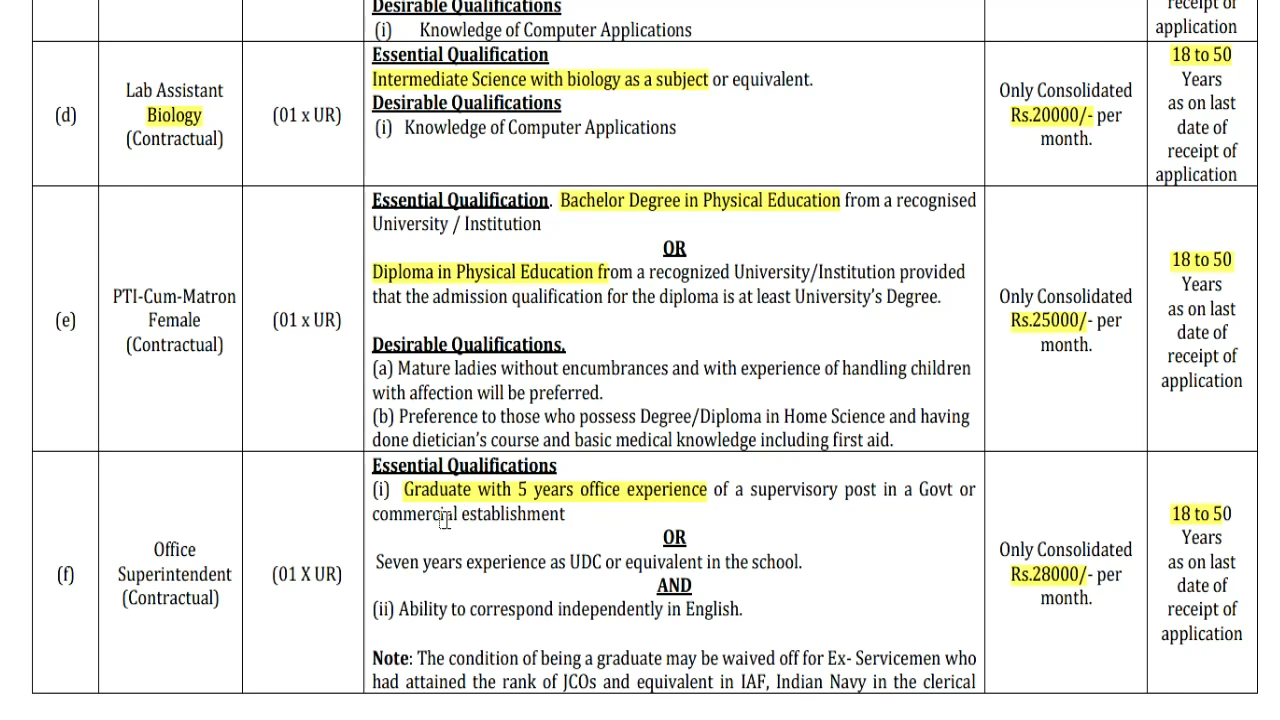 Desirable Qualifications
(i) Knowledge of Computer Applications
receipt of
application
(d)
Lab Assistant
Biology
(Contractual)
(01 x UR)
Essential Qualification
Intermediate Science with biology as a subject or equivalent.
Desirable Qualifications
(i) Knowledge of Computer Applications
Only Consolidated
Rs.20000/- per
month.
18 to 50
Years
as on last
date of
receipt of
application
(e)
PTI-Cum-Matron
Female
(Contractual)
(01 x UR)
Essential Qualification. Bachelor Degree in Physical Education from a recognised
University / Institution
OR
Diploma in Physical Education from a recognized University/Institution provided
that the admission qualification for the diploma is at least University's Degree.
Desirable Qualifications.
(a) Mature ladies without encumbrances and with experience of handling children
with affection will be preferred.
(b) Preference to those who possess Degree/Diploma in Home Science and having
done dietician's course and basic medical knowledge including first aid.
Only Consolidated
Rs.25000/- per
month.
18 to 50
Years
as on last
date of
receipt of
application
(f)
Office
Superintendent
(Contractual)
(01 X UR)
Essential Qualifications
(i) Graduate with 5 years office experience of a supervisory post in a Govt or
commercial establishment
OR
Seven years experience as UDC or equivalent in the school.
AND
(ii) Ability to correspond independently in English.
Note: The condition of being a graduate may be waived off for Ex- Servicemen who
had attained the rank of JCOs and equivalent in IAF, Indian Navy in the clerical
Only Consolidated
Rs.28000/- per
month.
18 to 50
Years
as on last
date of
receipt of
application